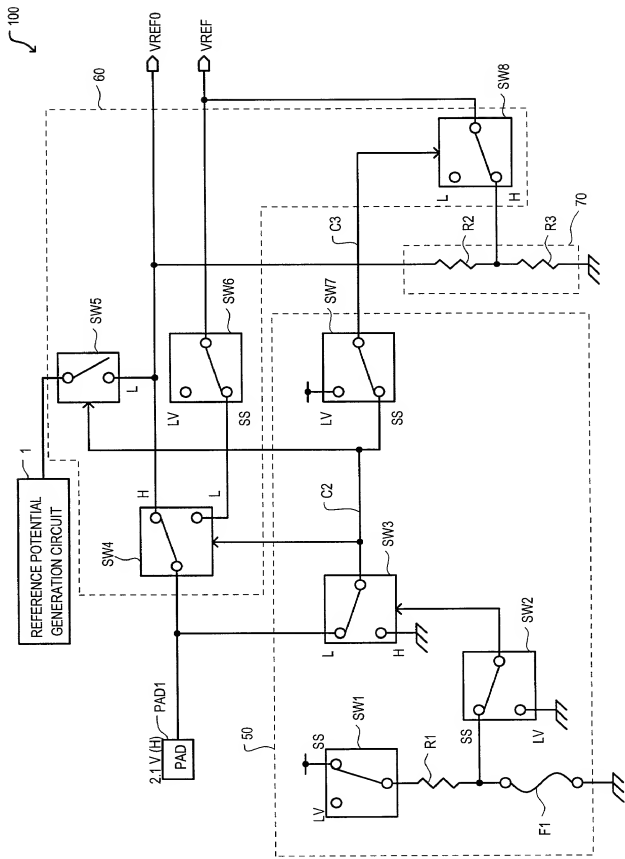 100
VREF0
VREF
60
SW8
L
H
70
R2
R3
C3
SW5
L
SW6
LV
SS
SW7
LV
SS
1
REFERENCE POTENTIAL
GENERATION CIRCUIT
H
L
SW4
C2
SW3
L
H
SW2
SS
LV
2.1 V (H)
PAD1
PAD
50
SS
SW1
LV
R1
F1